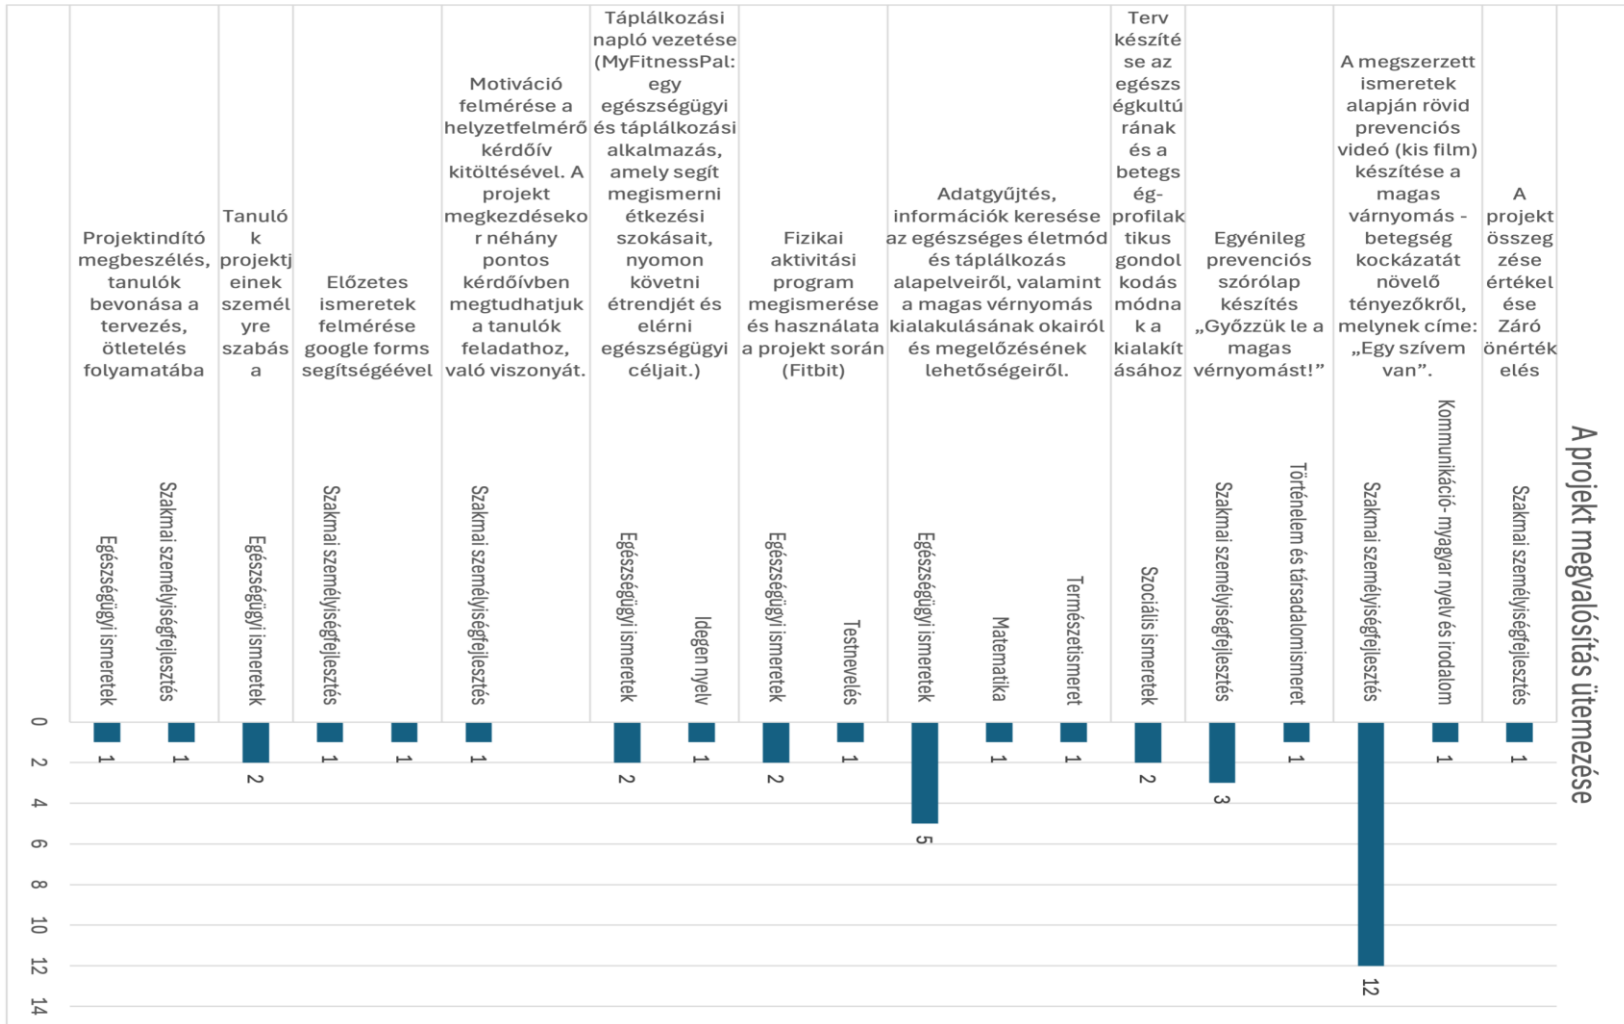 A projekt megvalósítás ütemezése
Projektindító
megbeszélés,
tanulók
bevonása a
tervezés,
ötletelés
folyamatába
Tanuló
k
projektj
einek
személ
yre
szabás
a
Előzetes
ismeretek
felmérése
google forms
segítségéével
Motiváció
felmérése a
helyzetfelmérő
kérdőív
kitöltésével. A
projekt
megkezdéseko
r néhány
pontos
kérdőívben
megtudhatjuk
a tanulók
feladathoz,
való viszonyát.
Táplálkozási
napló vezetése
(MyFitnessPal:
egy
egészségügyi
és táplálkozási
alkalmazás,
amely segít
megismerni
étkezési
szokásait,
nyomon
követni
étrendjét és
elérni
egészségügyi
céljait.)
Fizikai
aktivitási
program
megismerése
és használata
a projekt során
(Fitbit)
Adatgyűjtés,
információk keresése
az egészséges életmód
és táplálkozás
alapelveiről, valamint
a magas vérnyomás
kialakulásának okairól
és megelőzésének
lehetőségeiről.
Terv
készíté
se az
egészs
égkultú
rának
és a
betegs
ég-
profilak
tikus
gondol
kodás
módna
k a
kialakít
ásához
Egyénileg
prevenciós
szórólap
készítés
„Győzzük le a
magas
vérnyomást!”
A megszerzett
ismeretek
alapján rövid
prevenciós
videó (kis film)
készítése a
magas
várnyomás -
betegség
kockázatát
növelő
tényezőkről,
melynek címe:
„Egy szívem
van”.
A
projekt
összeg
zése
értékel
ése
Záró
önérték
elés
Egészségügyi ismeretek
Szakmai személyiségfejlesztés
Egészségügyi ismeretek
Szakmai személyiségfejlesztés
Szakmai személyiségfejlesztés
Egészségügyi ismeretek
Idegen nyelv
Egészségügyi ismeretek
Testnevelés
Egészségügyi ismeretek
Matematika
Természetismeret
Szociális ismeretek
Szakmai személyiségfejlesztés
Történelem és társadalomismeret
Szakmai személyiségfejlesztés
Kommunikáció- myagyar nyelv és irodalom
Szakmai személyiségfejlesztés
0
2
4
6
8
10
12
14
1
1
2
1
1
1
2
1
2
1
5
1
1
2
3
1
12
1
1